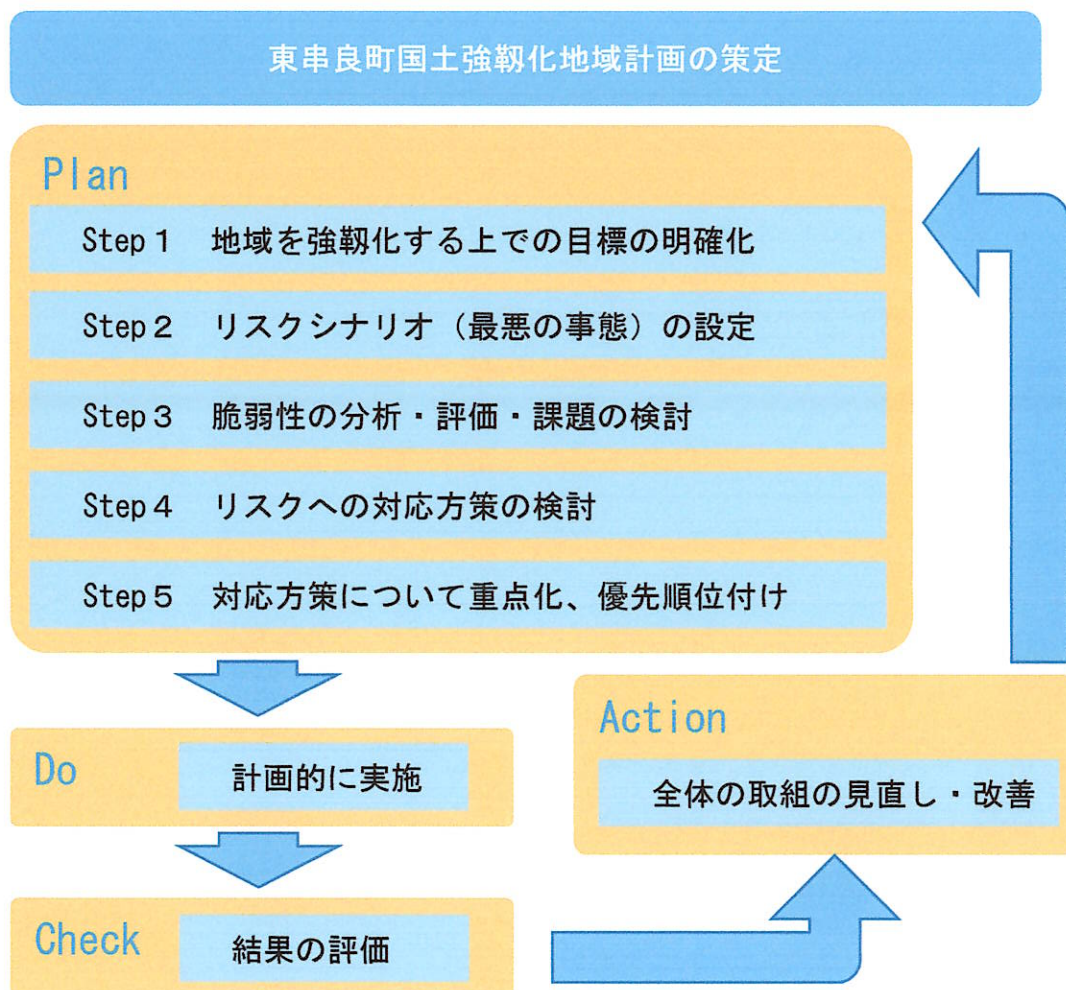 東串良町国土強靱化地域計画の策定
Plan
Step１　地域を強靱化する上での目標の明確化
Step２　リスクシナリオ（最悪の事態）の設定
Step３　脆弱性の分析・評価・課題の検討
Step４　リスクへの対応方策の検討
Step５　対応方策について重点化、優先順位付け
Do
計画的に実施
Check
結果の評価
Action
全体の取組の見直し・改善